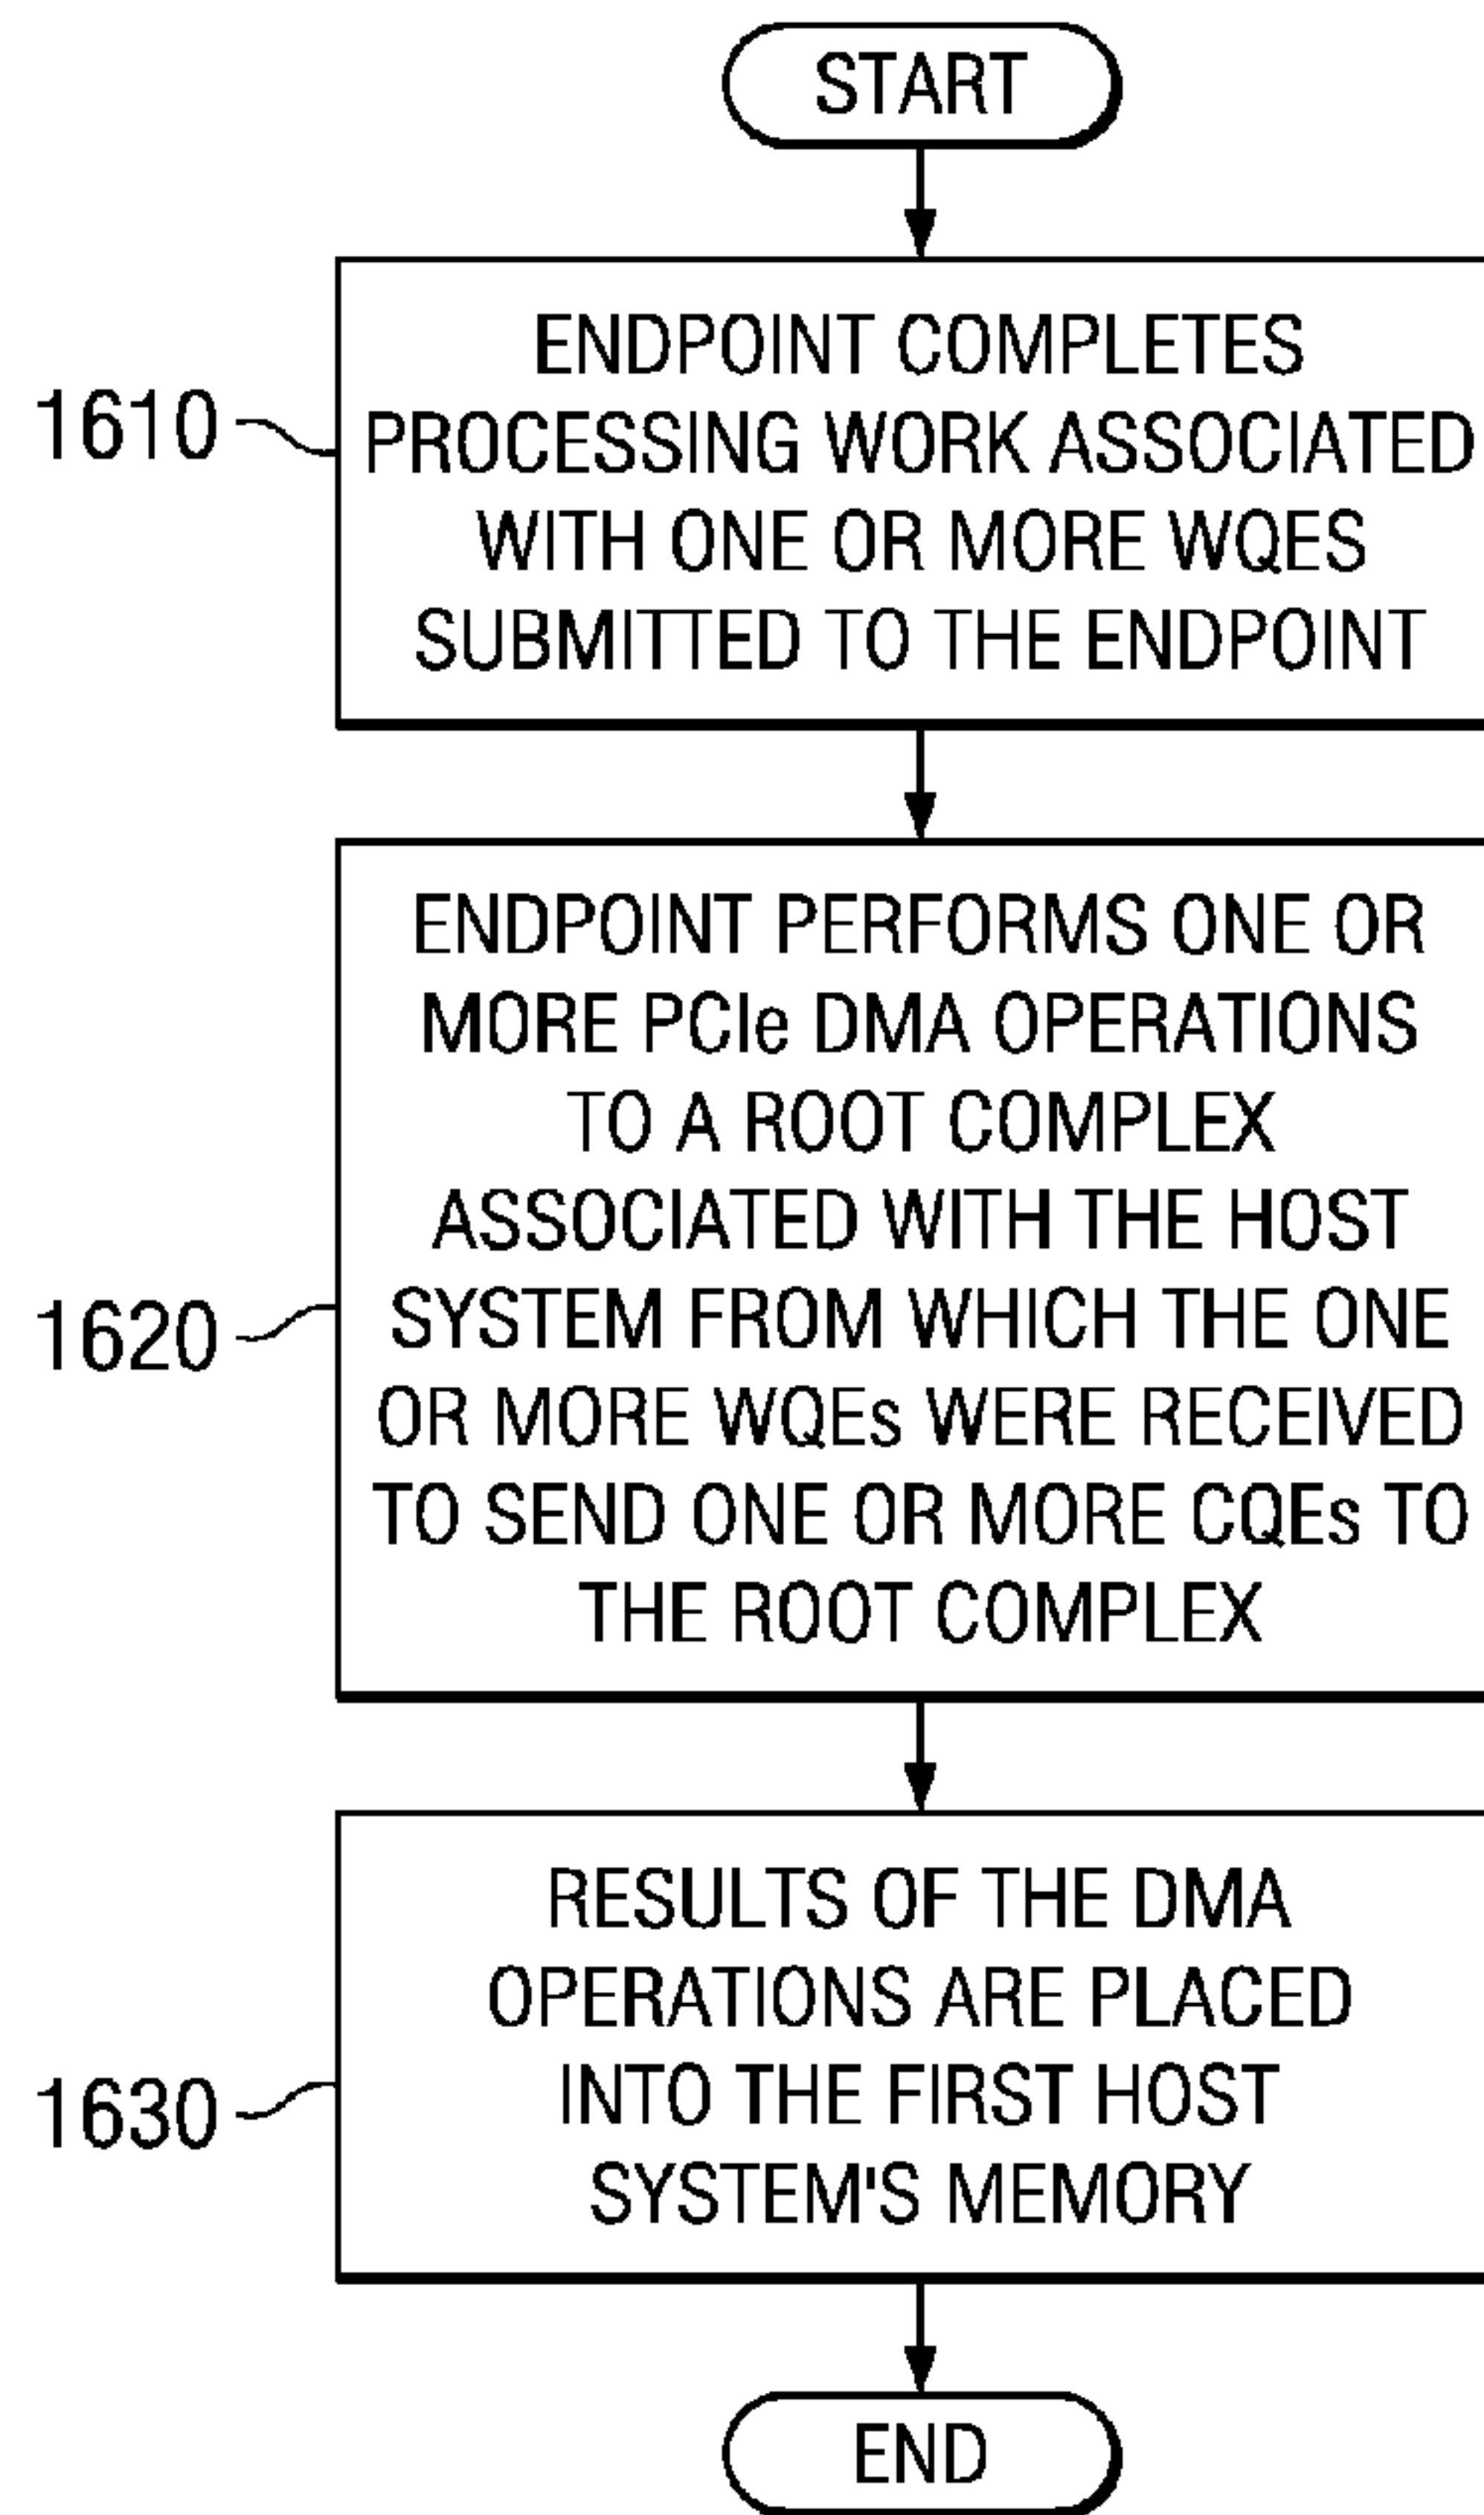 START
ENDPOINT COMPLETES
PROCESSING WORK ASSOCIATED
WITH ONE OR MORE WQES
SUBMITTED TO THE ENDPOINT
1610
ENDPOINT PERFORMS ONE OR
MORE PCIe DMA OPERATIONS
TO A ROOT COMPLEX
ASSOCIATED WITH THE HOST
SYSTEM FROM WHICH THE ONE
OR MORE WQEs WERE RECEIVED
TO SEND ONE OR MORE CQEs TO
THE ROOT COMPLEX
1620
RESULTS OF THE DMA
OPERATIONS ARE PLACED
INTO THE FIRST HOST
SYSTEM'S MEMORY
1630
END